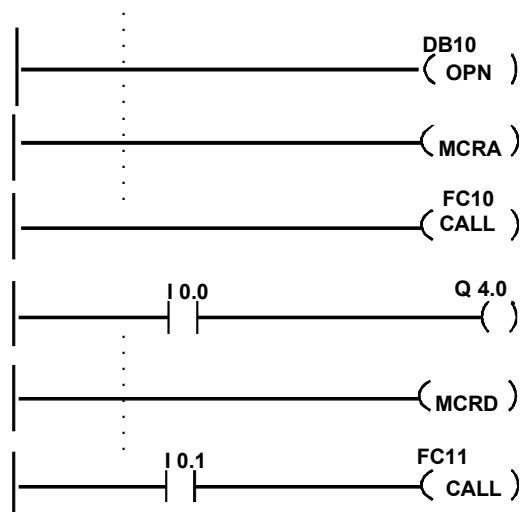 DB10
OPN
MCRA
FC10
CALL
I 0.0 Q 4.0
MCRD
I 0.1 FC11
CALL